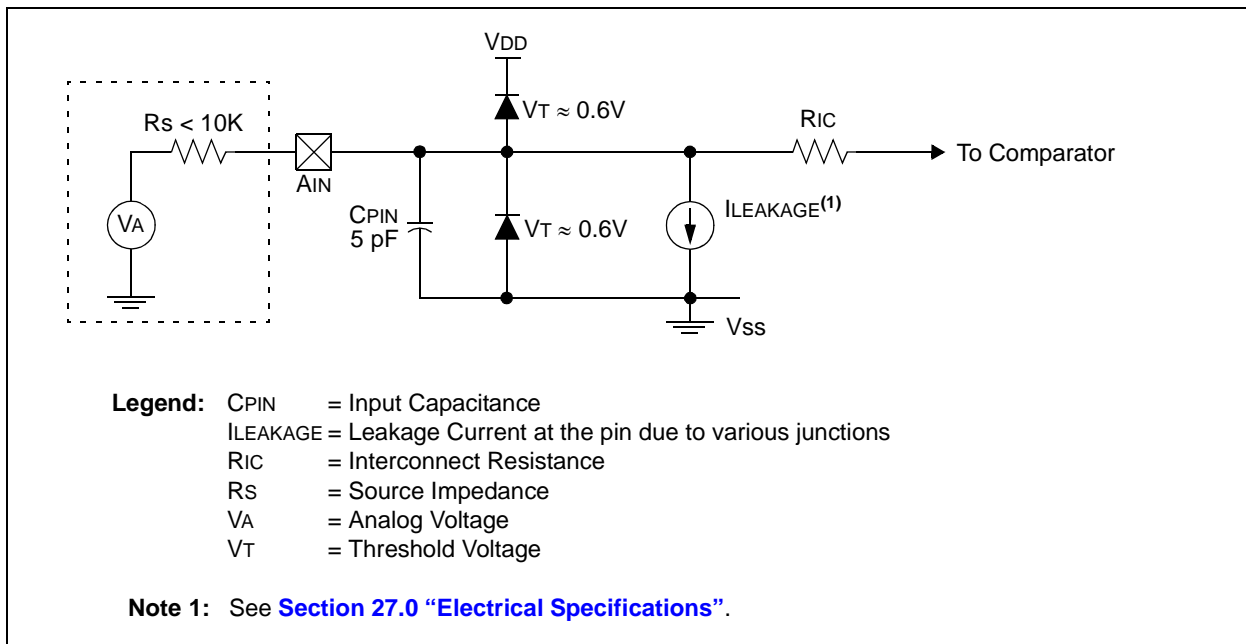 VDD
VT ≈ 0.6V
RIC
Rs < 10K
To Comparator
AIN
VA
CPIN
5 pF
VT ≈ 0.6V
ILEAKAGE(1)
Vss
Legend: CPIN = Input Capacitance
ILEAKAGE = Leakage Current at the pin due to various junctions
RIC = Interconnect Resistance
RS = Source Impedance
VA = Analog Voltage
VT = Threshold Voltage
Note 1: See Section 27.0 “Electrical Specifications”.